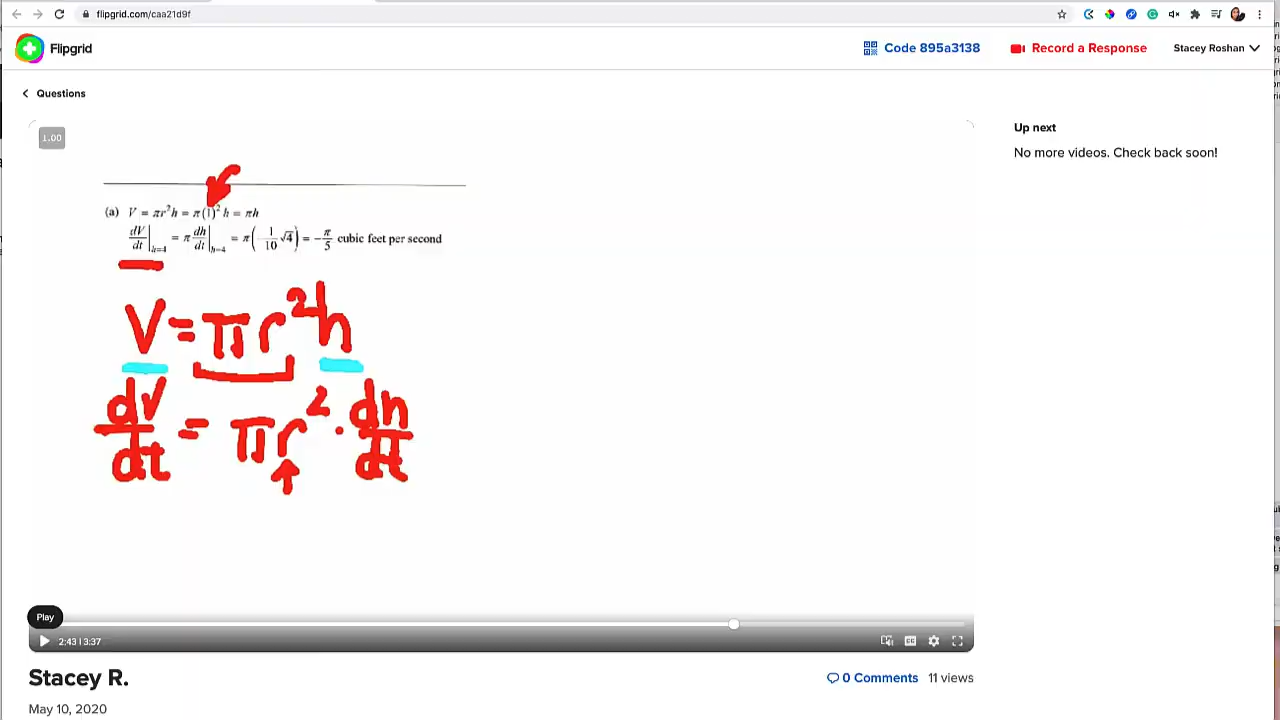 flipgrid.com/caa21d9f
Flipgrid
Code 895a3138
Record a Response
Stacey Roshan
Questions
1.00
Up next
No more videos. Check back soon!
r
(a) V = πr²h = π(1)²h = πh
dV/dt|h=4 = π dh/dt|h=4 = π(-1/10 √4) = -π/5 cubic feet per second
V = πr²h
dV/dt = πr² · dh/dt
Play
2:43 | 3:37
CC
Stacey R.
0 Comments
11 views
May 10, 2020